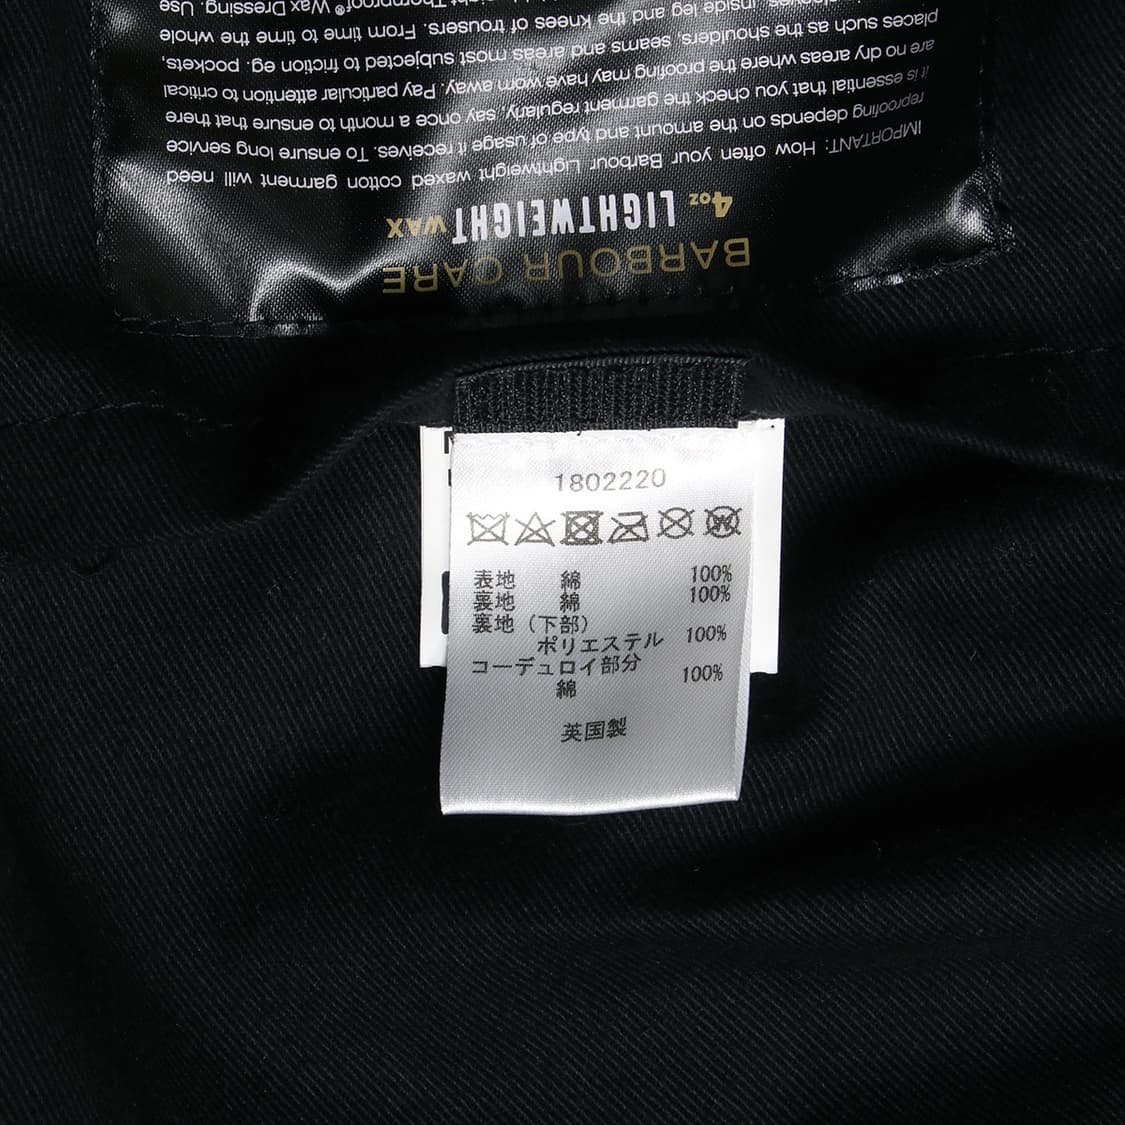 BARBOUR CARE
4oz LIGHTWEIGHT WAX
IMPORTANT: How often your Barbour Lightweight waxed cotton garment will need
reproofing depends on the amount and type of usage it receives. To ensure long service
it is essential that you check the garment regularly, say once a month to ensure that there
are no dry areas where the proofing may have worn away. Pay particular attention to critical
places such as the shoulders, seams and areas most subjected to friction eg. pockets,
inside leg and the knees of trousers. From time to time the whole
Wax Dressing. Use
1802220
表地 綿 100%
裏地 綿 100%
裏地（下部）
ポリエステル 100%
コーデュロイ部分
綿 100%
英国製